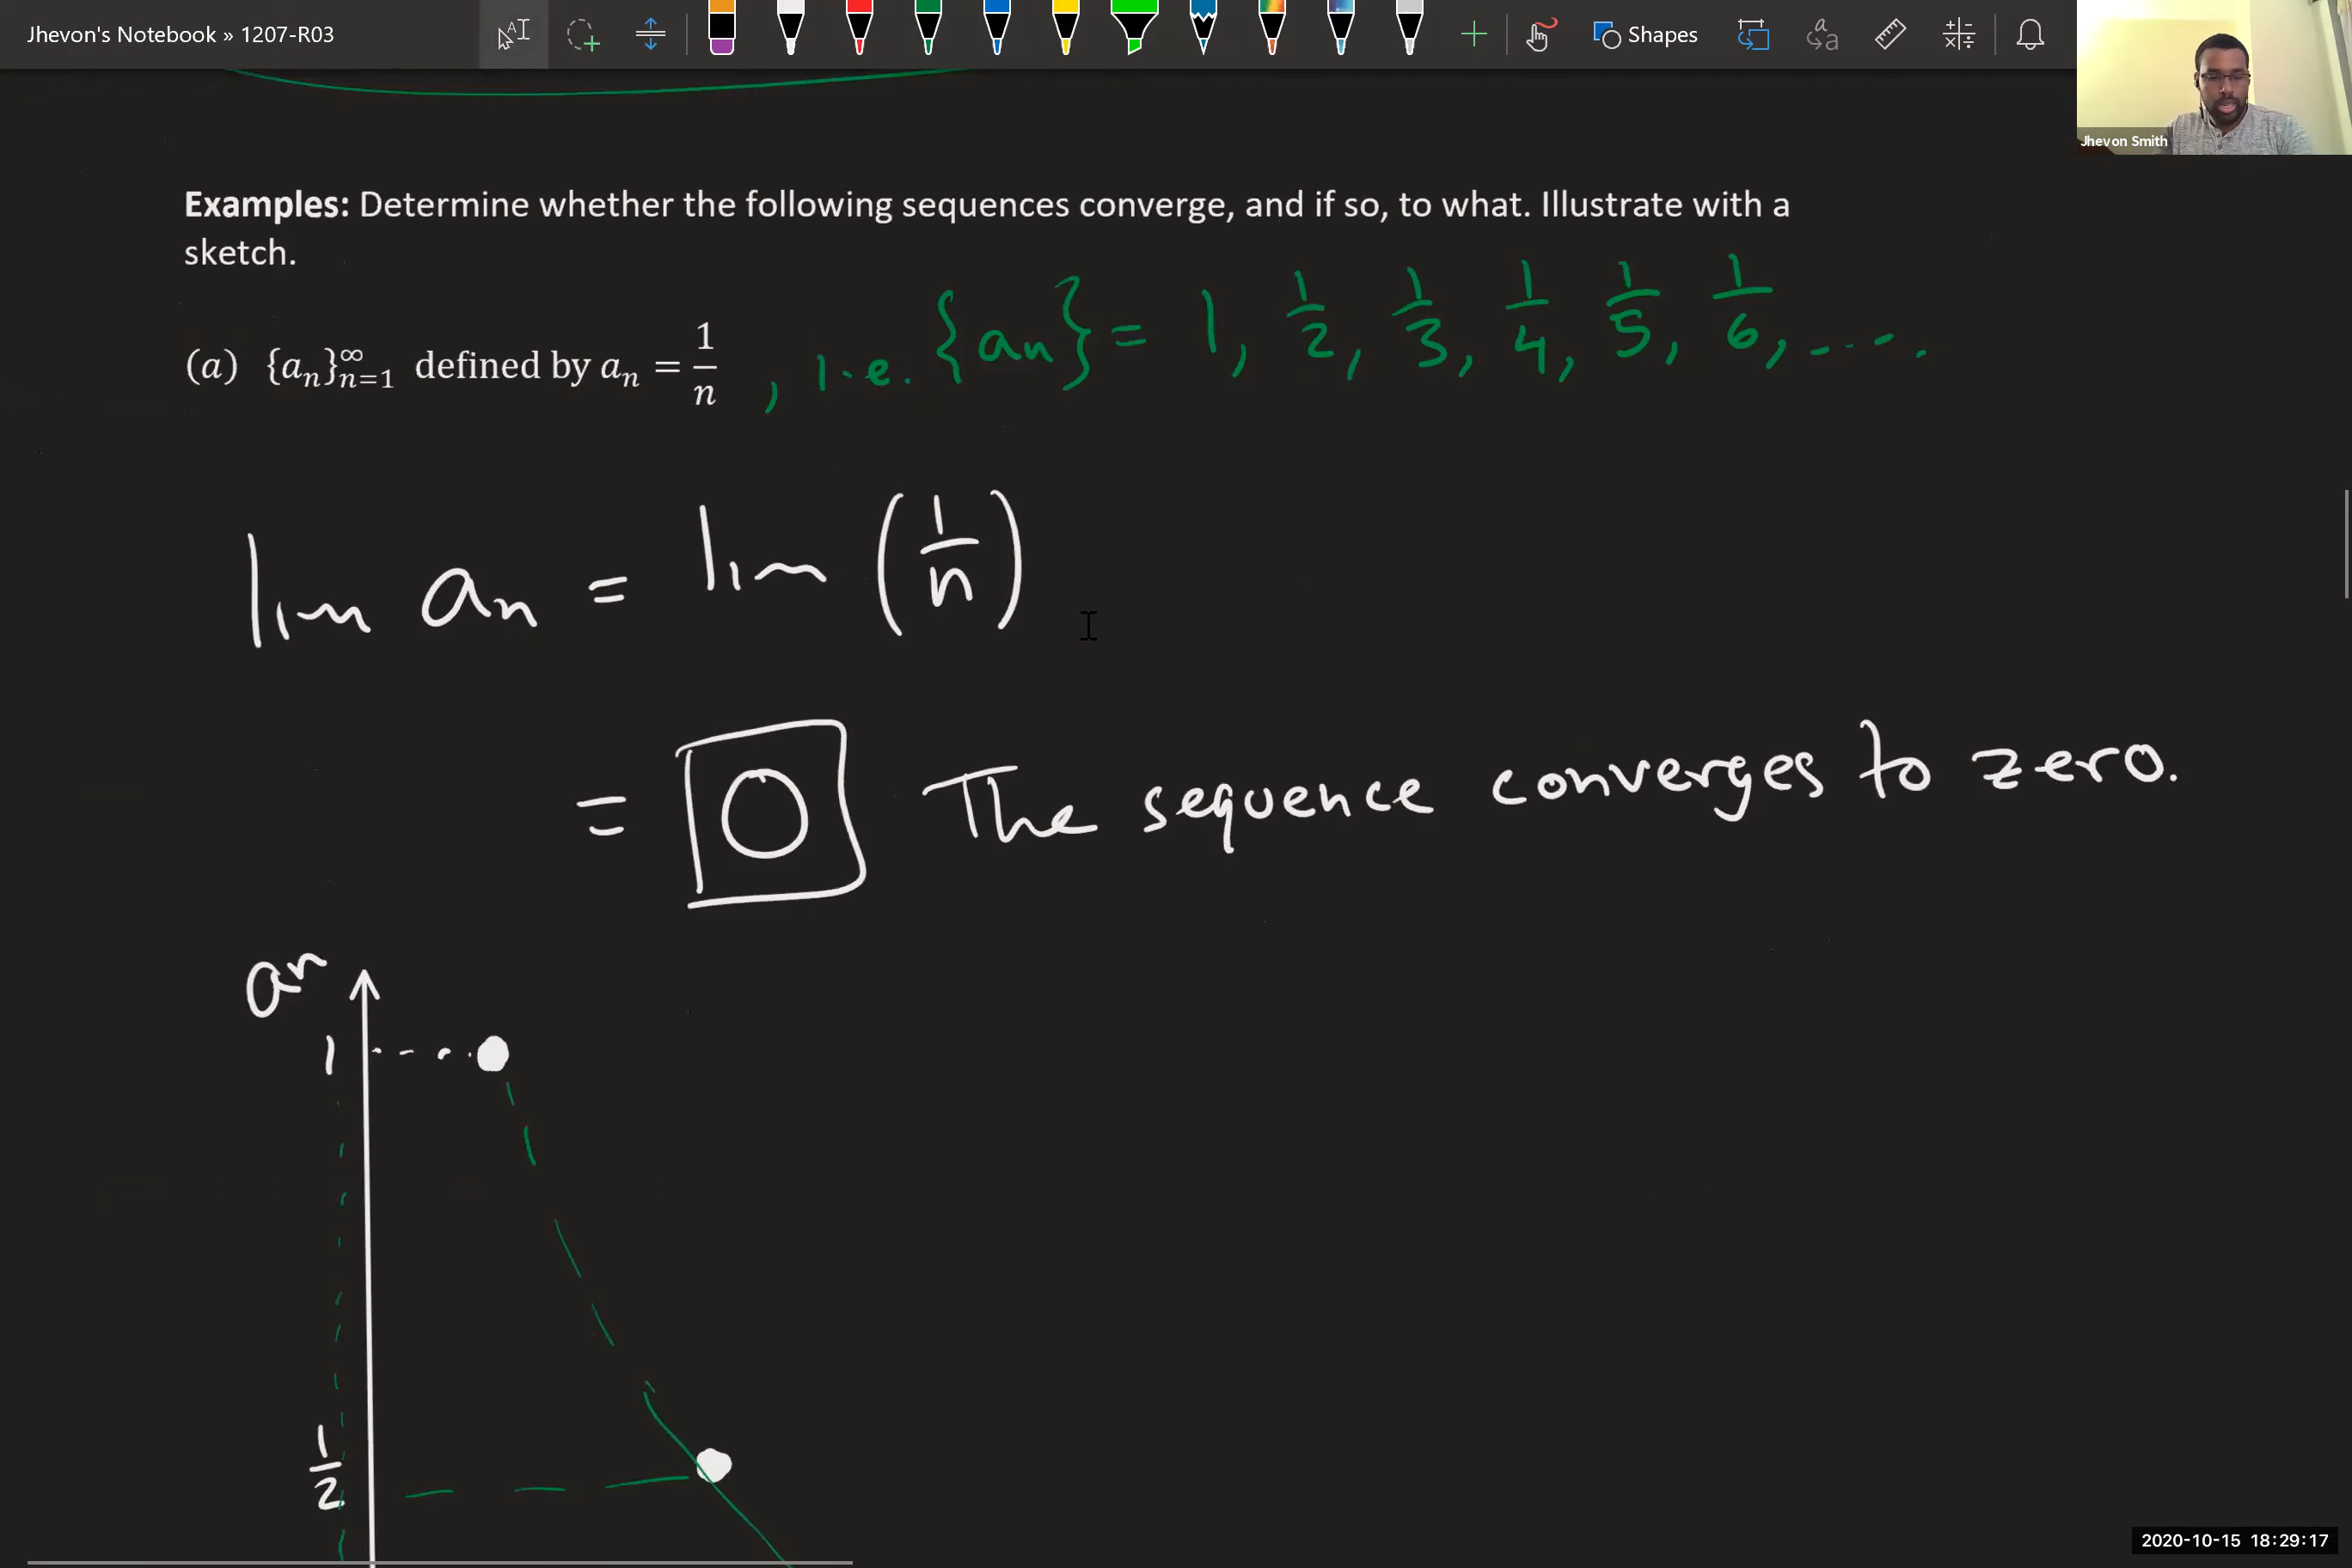 Jhevon's Notebook » 1207-R03
Shapes
Jhevon Smith
Examples: Determine whether the following sequences converge, and if so, to what. Illustrate with a
sketch.
(a) {aₙ}ₙ₌₁^∞ defined by aₙ = 1/n , i.e. {an} = 1, 1/2, 1/3, 1/4, 1/5, 1/6, ....
lim an = lim (1/n)
= 0 The sequence converges to zero.
an
1
1/2
2020-10-15 18:29:17